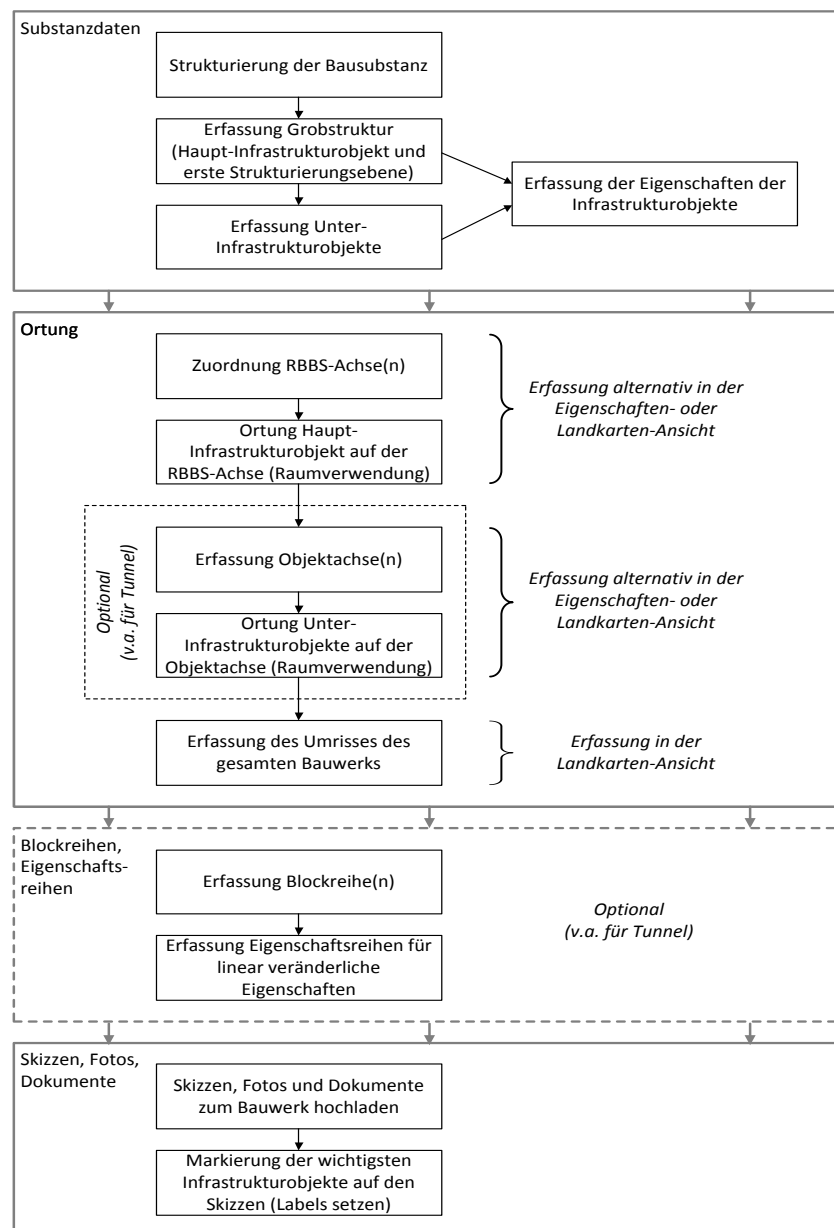 Substanzdaten
Strukturierung der Bausubstanz
Erfassung Grobstruktur
(Haupt-Infrastrukturobjekt und
erste Strukturierungsebene)
Erfassung der Eigenschaften der
Infrastrukturobjekte
Erfassung Unter-
Infrastrukturobjekte
Ortung
Zuordnung RBBS-Achse(n)
Erfassung alternativ in der
Eigenschaften- oder
Landkarten-Ansicht
Ortung Haupt-
Infrastrukturobjekt auf der
RBBS-Achse (Raumverwendung)
Optional
(v.a. für Tunnel)
Erfassung Objektachse(n)
Erfassung alternativ in der
Eigenschaften- oder
Landkarten-Ansicht
Ortung Unter-
Infrastrukturobjekte auf der
Objektachse (Raumverwendung)
Erfassung des Umrisses des
gesamten Bauwerks
Erfassung in der
Landkarten-Ansicht
Blockreihen,
Eigenschafts-
reihen
Erfassung Blockreihe(n)
Optional
(v.a. für Tunnel)
Erfassung Eigenschaftsreihen für
linear veränderliche
Eigenschaften
Skizzen, Fotos,
Dokumente
Skizzen, Fotos und Dokumente
zum Bauwerk hochladen
Markierung der wichtigsten
Infrastrukturobjekte auf den
Skizzen (Labels setzen)